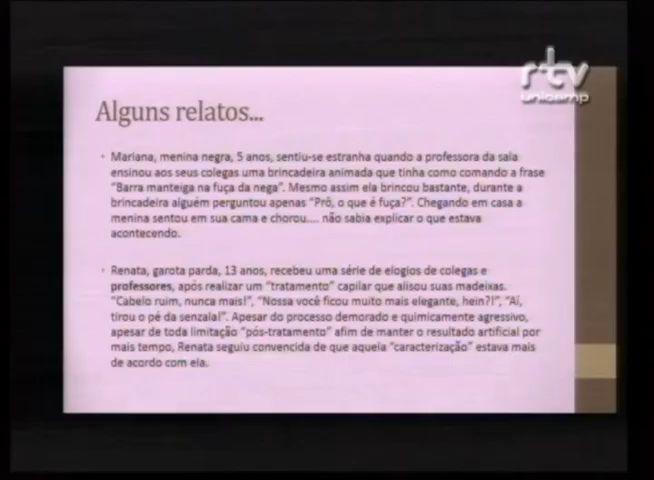 rtv
unicamp
Alguns relatos...
• Mariana, menina negra, 5 anos, sentiu-se estranha quando a professora da sala
ensinou aos seus colegas uma brincadeira animada que tinha como comando a frase
"Barra manteiga na fuça da nega". Mesmo assim ela brincou bastante, durante a
brincadeira alguém perguntou apenas "Prô, o que é fuça?". Chegando em casa a
menina sentou em sua cama e chorou.... não sabia explicar o que estava
acontecendo.
• Renata, garota parda, 13 anos, recebeu uma série de elogios de colegas e
professores, após realizar um "tratamento" capilar que alisou suas madeixas.
"Cabelo ruim, nunca mais!", "Nossa você ficou muito mais elegante, hein?!", "Aí,
tirou o pé da senzala!". Apesar do processo demorado e quimicamente agressivo,
apesar de toda limitação "pós-tratamento" afim de manter o resultado artificial por
mais tempo, Renata seguiu convencida de que aquela "caracterização" estava mais
de acordo com ela.